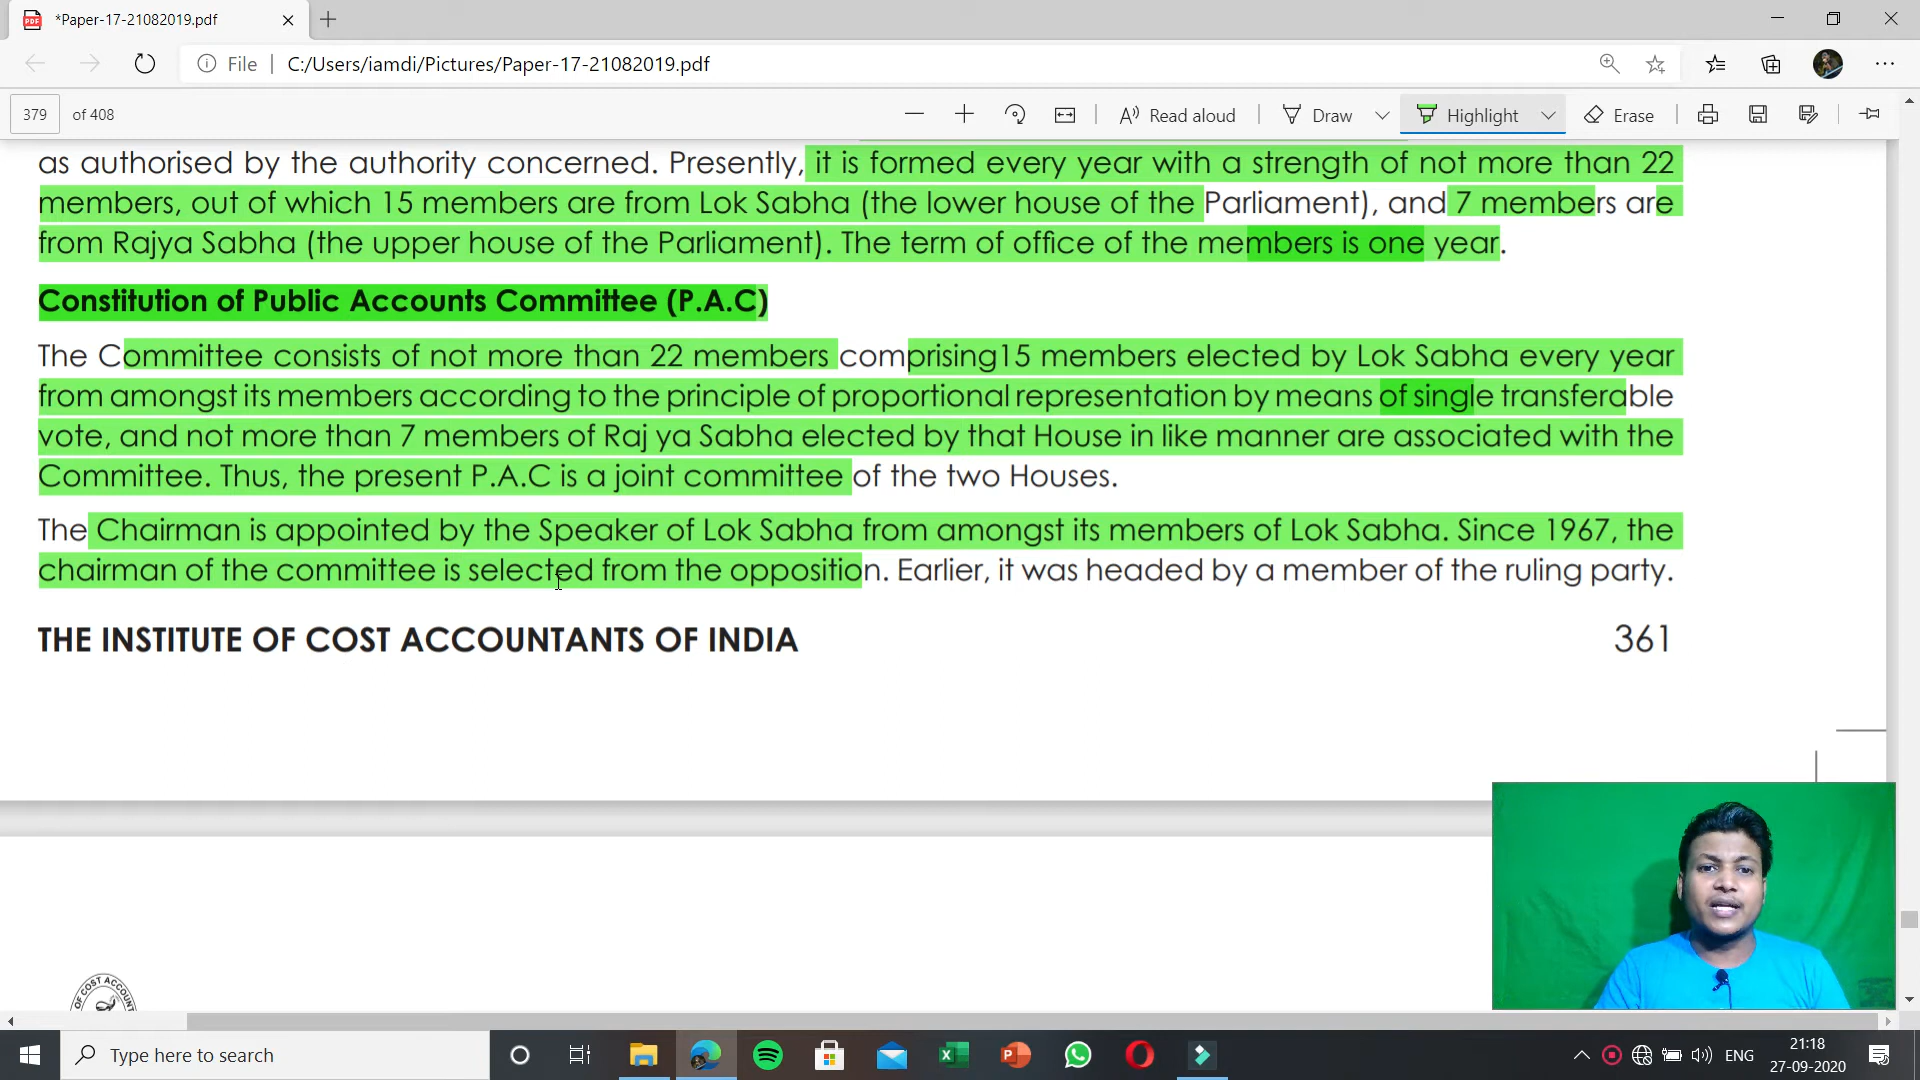 *Paper-17-21082019.pdf
File
C:/Users/iamdi/Pictures/Paper-17-21082019.pdf
379 of 408
Read aloud
Draw
Highlight
Erase
as authorised by the authority concerned. Presently, it is formed every year with a strength of not more than 22
members, out of which 15 members are from Lok Sabha (the lower house of the Parliament), and 7 members are
from Rajya Sabha (the upper house of the Parliament). The term of office of the members is one year.
Constitution of Public Accounts Committee (P.A.C)
The Committee consists of not more than 22 members comprising15 members elected by Lok Sabha every year
from amongst its members according to the principle of proportional representation by means of single transferable
vote, and not more than 7 members of Raj ya Sabha elected by that House in like manner are associated with the
Committee. Thus, the present P.A.C is a joint committee of the two Houses.
The Chairman is appointed by the Speaker of Lok Sabha from amongst its members of Lok Sabha. Since 1967, the
chairman of the committee is selected from the opposition. Earlier, it was headed by a member of the ruling party.
THE INSTITUTE OF COST ACCOUNTANTS OF INDIA 361
OF COST ACCOUNT
Type here to search
ENG
21:18
27-09-2020